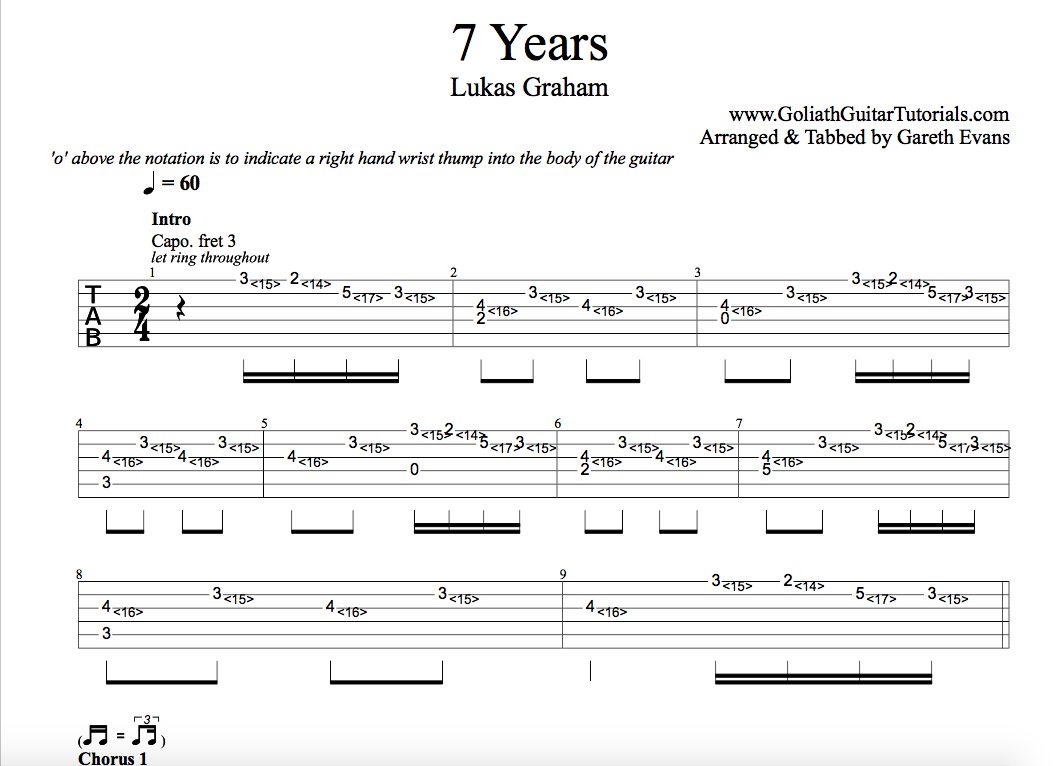 7 Years
Lukas Graham
www.GoliathGuitarTutorials.com
Arranged & Tabbed by Gareth Evans
'o' above the notation is to indicate a right hand wrist thump into the body of the guitar
= 60
Intro
Capo. fret 3
let ring throughout
1 2 3
3 <15> 2 <14> 3 <15> 2 <14>
5 <17> 3 <15> 3 <15> 3 <15> 3 <15> 5 <17> 3 <15>
T A B 2 4
4 <16> 4 <16> 4 <16>
2 0
4 5 6 7
3 <15> 2 <14> 3 <15> 2 <14>
3 <15> 3 <15> 3 <15> 5 <17> 3 <15> 3 <15> 3 <15> 3 <15> 5 <17> 3 <15>
4 <16> 4 <16> 4 <16> 4 <16> 4 <16> 4 <16>
0 2 5
3
8 9
3 <15> 2 <14>
3 <15> 3 <15> 5 <17> 3 <15>
4 <16> 4 <16> 4 <16>
3
( = 3 )
Chorus 1